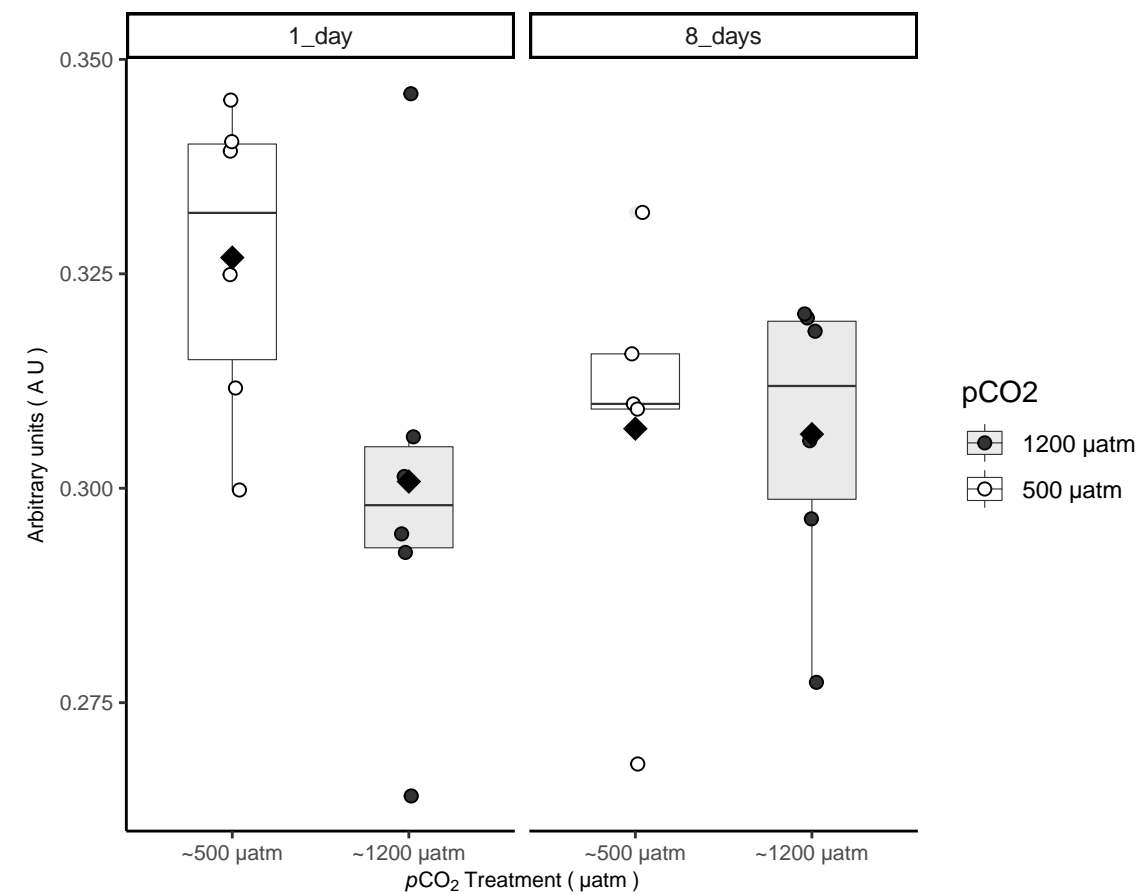 1_day
8_days
0.350
0.325
0.300
0.275
Arbitrary units ( A U )
~500 µatm
~1200 µatm
~500 µatm
~1200 µatm
pCO₂ Treatment ( µatm )
pCO2
1200 µatm
500 µatm